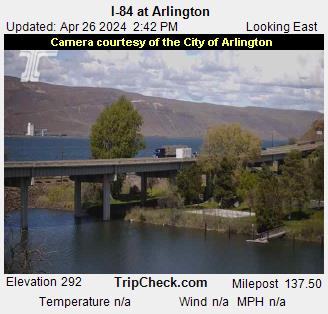 I-84 at Arlington
Updated: Apr 26 2024 2:42 PM Looking East
Camera courtesy of the City of Arlington
Elevation 292 TripCheck.com Milepost 137.50
Temperature n/a Wind n/a MPH n/a